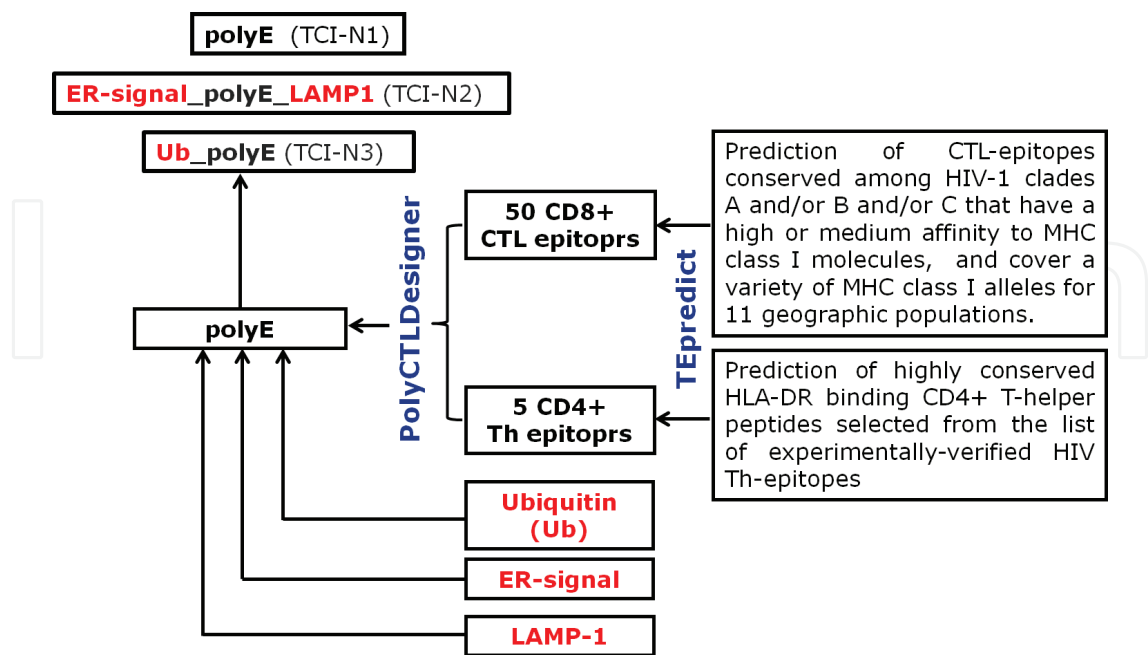 polyE (TCI-N1)
ER-signal_polyE_LAMP1 (TCI-N2)
Ub_polyE (TCI-N3)
polyE
PolyCTLDesigner
50 CD8+
CTL epitoprs
5 CD4+
Th epitoprs
TEpredict
Prediction of CTL-epitopes
conserved among HIV-1 clades
A and/or B and/or C that have a
high or medium affinity to MHC
class I molecules, and cover a
variety of MHC class I alleles for
11 geographic populations.
Prediction of highly conserved
HLA-DR binding CD4+ T-helper
peptides selected from the list
of experimentally-verified HIV
Th-epitopes
Ubiquitin
(Ub)
ER-signal
LAMP-1